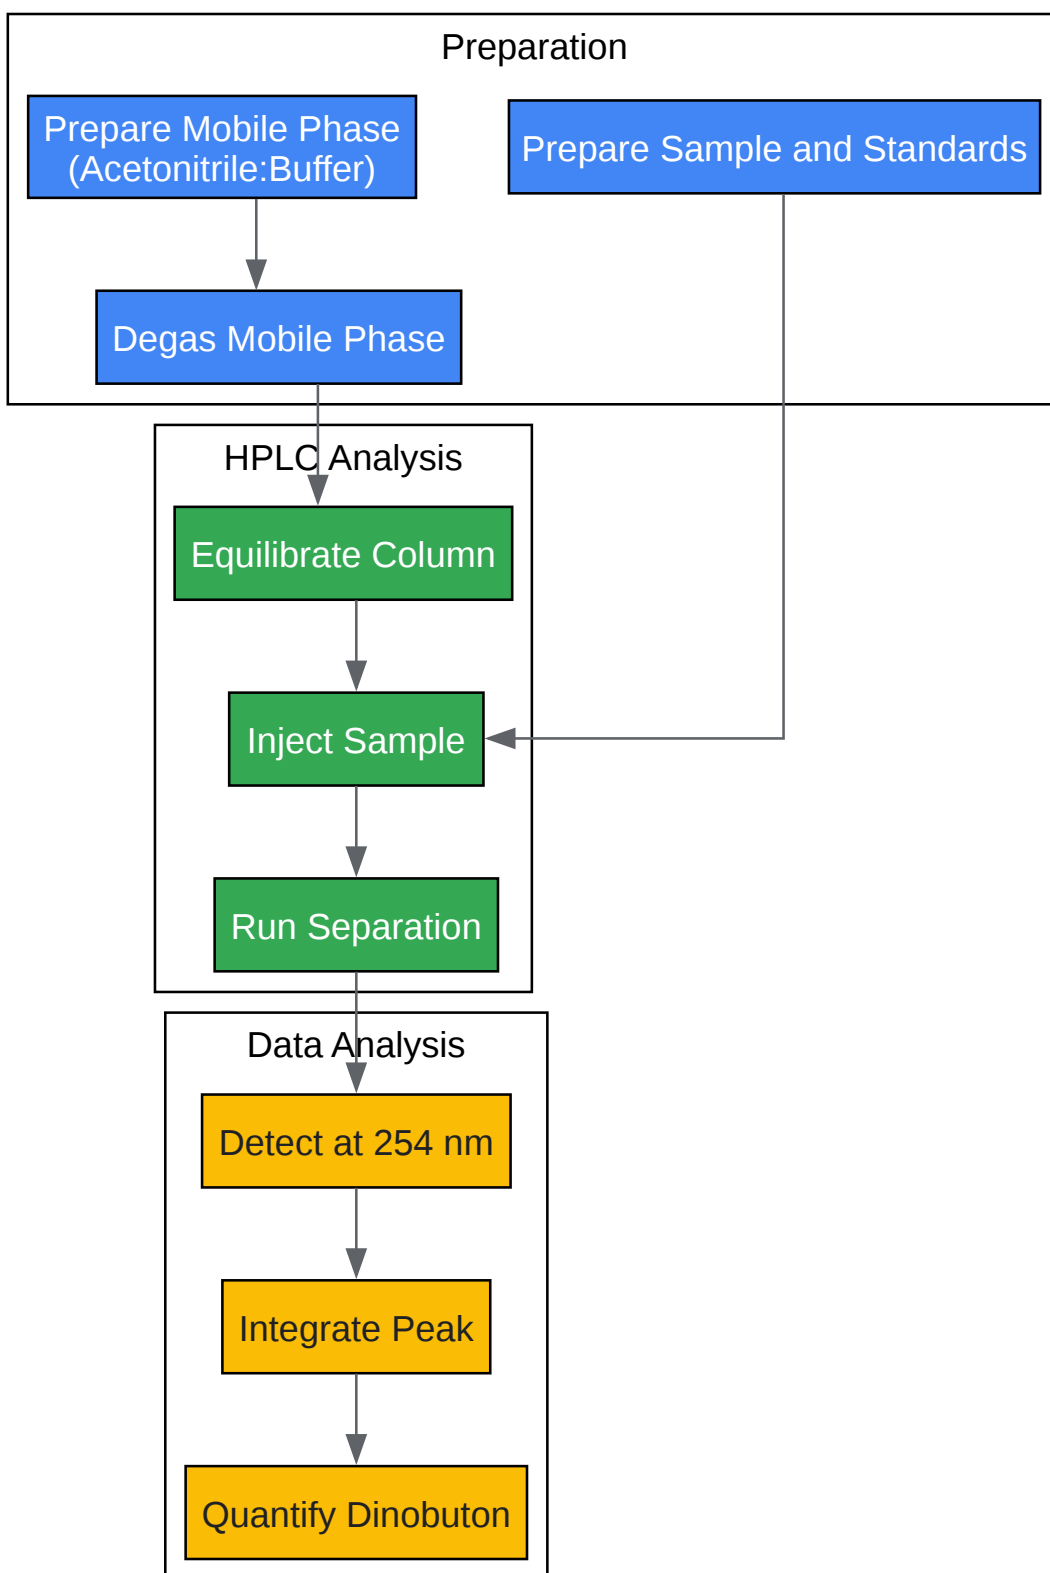 Preparation
Prepare Mobile Phase
(Acetonitrile:Buffer)
Prepare Sample and Standards
Degas Mobile Phase
HPLC Analysis
Equilibrate Column
Inject Sample
Run Separation
Data Analysis
Detect at 254 nm
Integrate Peak
Quantify Dinobuton